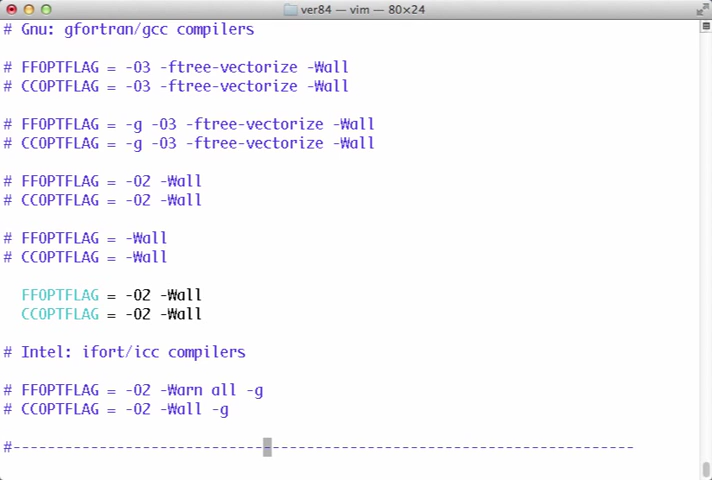 ver84 — vim — 80×24
# Gnu: gfortran/gcc compilers
# FFOPTFLAG = -O3 -ftree-vectorize -Wall
# CCOPTFLAG = -O3 -ftree-vectorize -Wall
# FFOPTFLAG = -g -O3 -ftree-vectorize -Wall
# CCOPTFLAG = -g -O3 -ftree-vectorize -Wall
# FFOPTFLAG = -O2 -Wall
# CCOPTFLAG = -O2 -Wall
# FFOPTFLAG = -Wall
# CCOPTFLAG = -Wall
FFOPTFLAG = -O2 -Wall
CCOPTFLAG = -O2 -Wall
# Intel: ifort/icc compilers
# FFOPTFLAG = -O2 -Warn all -g
# CCOPTFLAG = -O2 -Wall -g
#------------------------------------------------------------------------